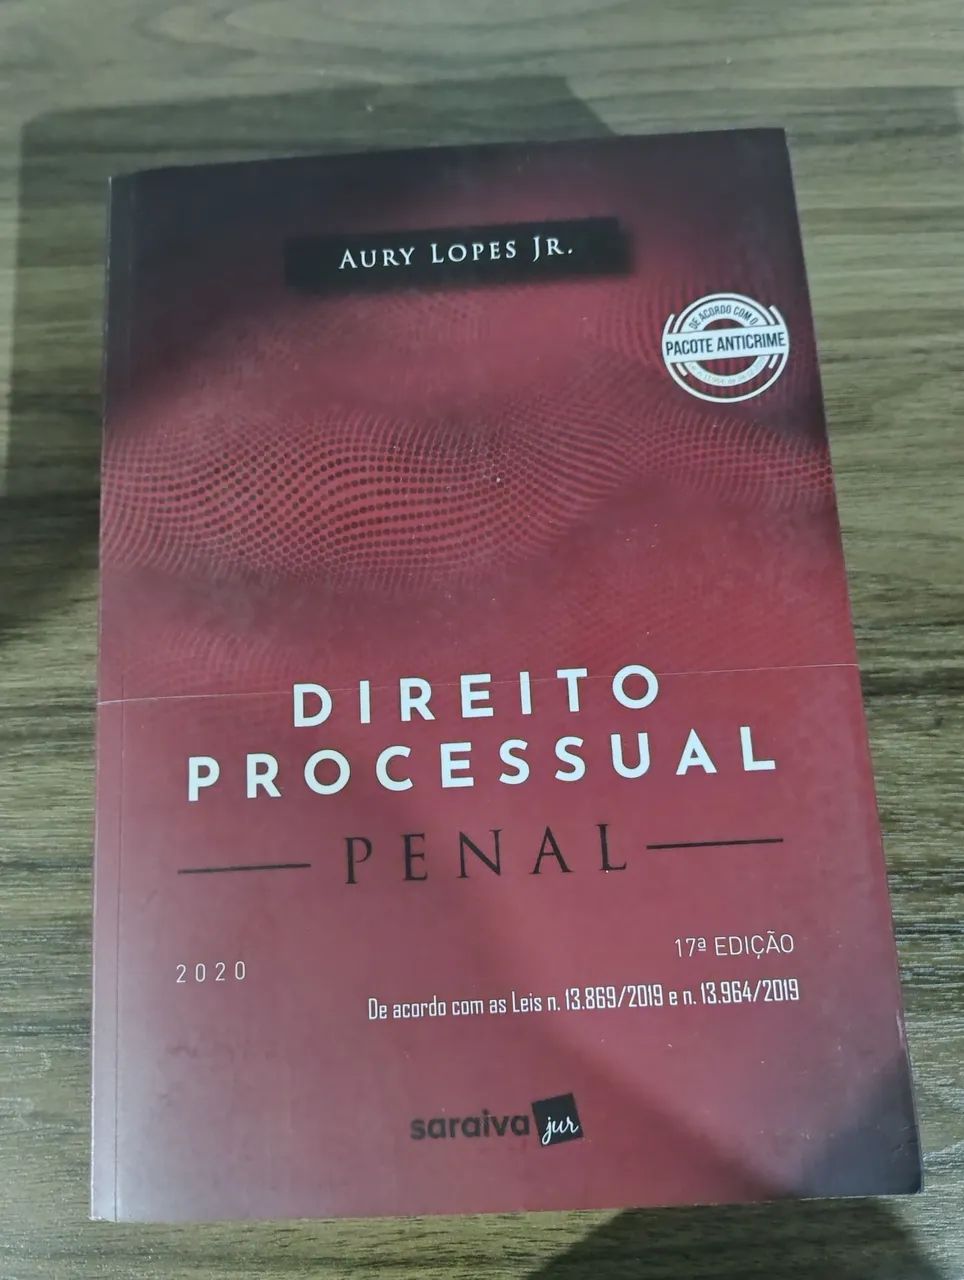 AURY LOPES JR.
DE ACORDO COM O
PACOTE ANTICRIME
DIREITO
PROCESSUAL
PENAL
2020
17ª EDIÇÃO
De acordo com as Leis n. 13.869/2019 e n. 13.964/2019
saraiva jur